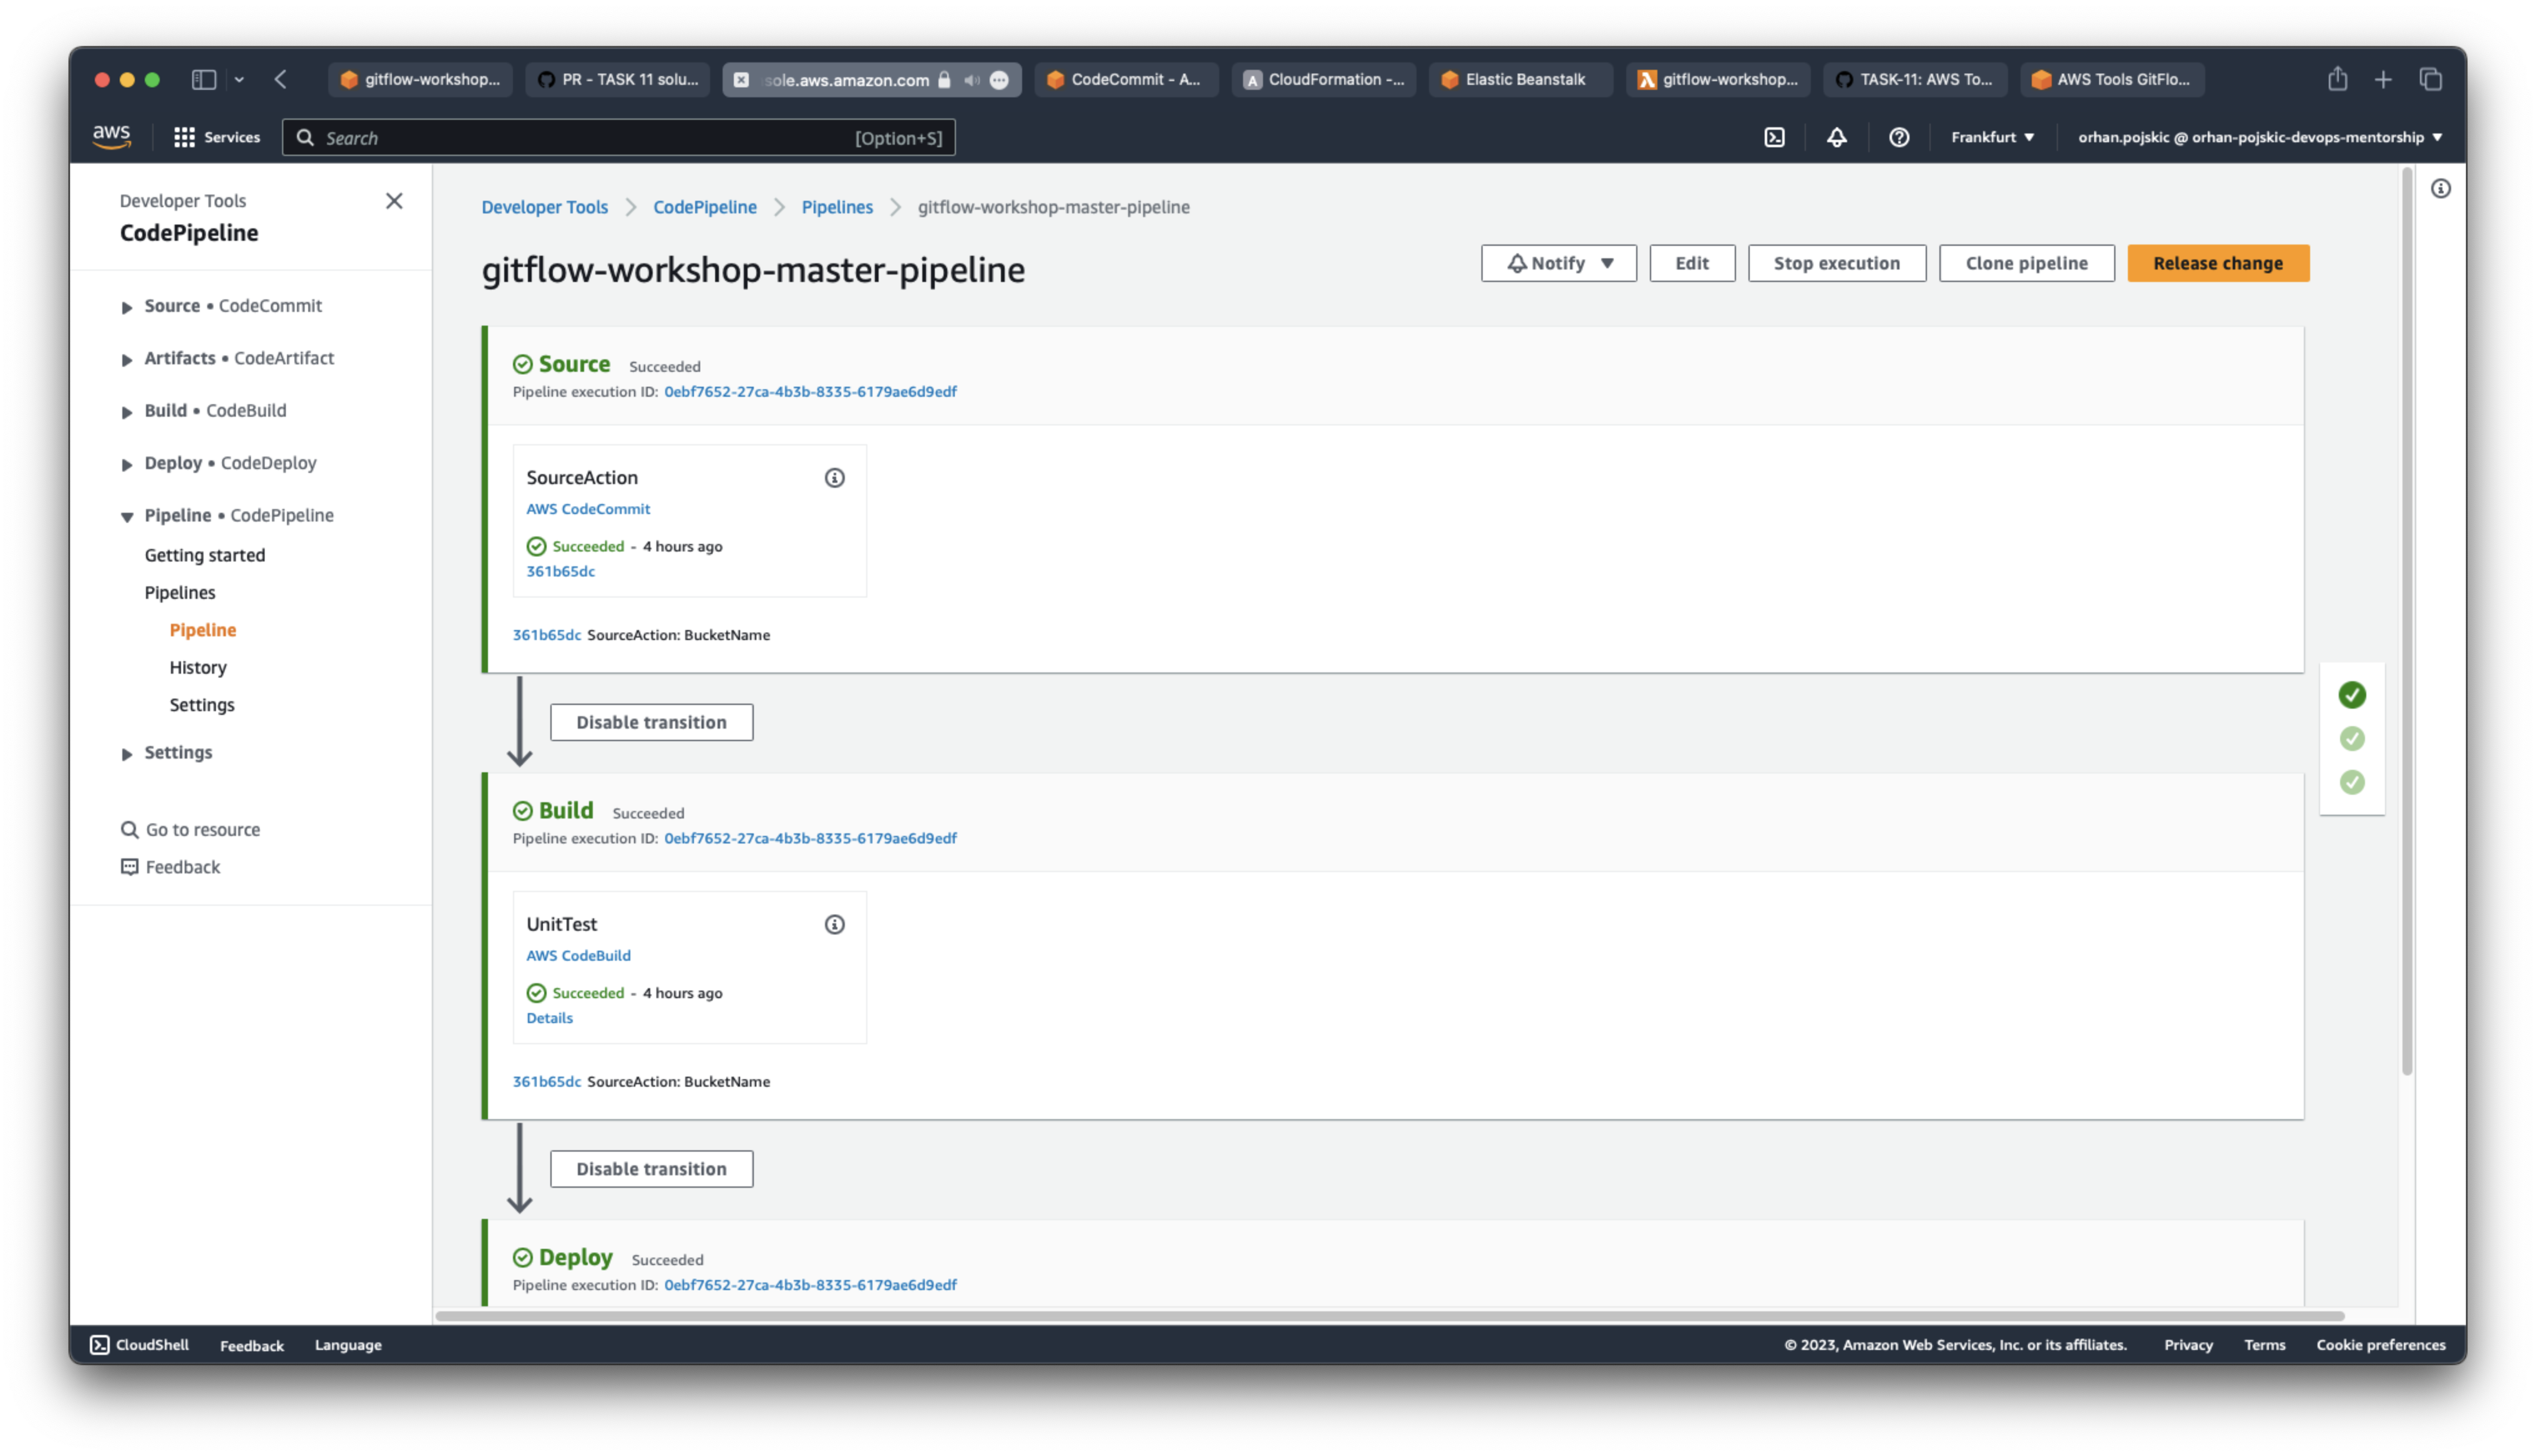 gitflow-workshop...
PR - TASK 11 solu...
sole.aws.amazon.com
CodeCommit - A...
A CloudFormation -...
Elastic Beanstalk
gitflow-workshop...
TASK-11: AWS To...
AWS Tools GitFlo...
aws
Services
Search
[Option+S]
Frankfurt
orhan.pojskic @ orhan-pojskic-devops-mentorship
Developer Tools
CodePipeline
Source • CodeCommit
Artifacts • CodeArtifact
Build • CodeBuild
Deploy • CodeDeploy
Pipeline • CodePipeline
Getting started
Pipelines
Pipeline
History
Settings
Settings
Go to resource
Feedback
Developer Tools > CodePipeline > Pipelines > gitflow-workshop-master-pipeline
gitflow-workshop-master-pipeline
Notify
Edit
Stop execution
Clone pipeline
Release change
Source Succeeded
Pipeline execution ID: 0ebf7652-27ca-4b3b-8335-6179ae6d9edf
SourceAction
AWS CodeCommit
Succeeded - 4 hours ago
361b65dc
361b65dc SourceAction: BucketName
Disable transition
Build Succeeded
Pipeline execution ID: 0ebf7652-27ca-4b3b-8335-6179ae6d9edf
UnitTest
AWS CodeBuild
Succeeded - 4 hours ago
Details
361b65dc SourceAction: BucketName
Disable transition
Deploy Succeeded
Pipeline execution ID: 0ebf7652-27ca-4b3b-8335-6179ae6d9edf
CloudShell
Feedback
Language
© 2023, Amazon Web Services, Inc. or its affiliates.
Privacy
Terms
Cookie preferences